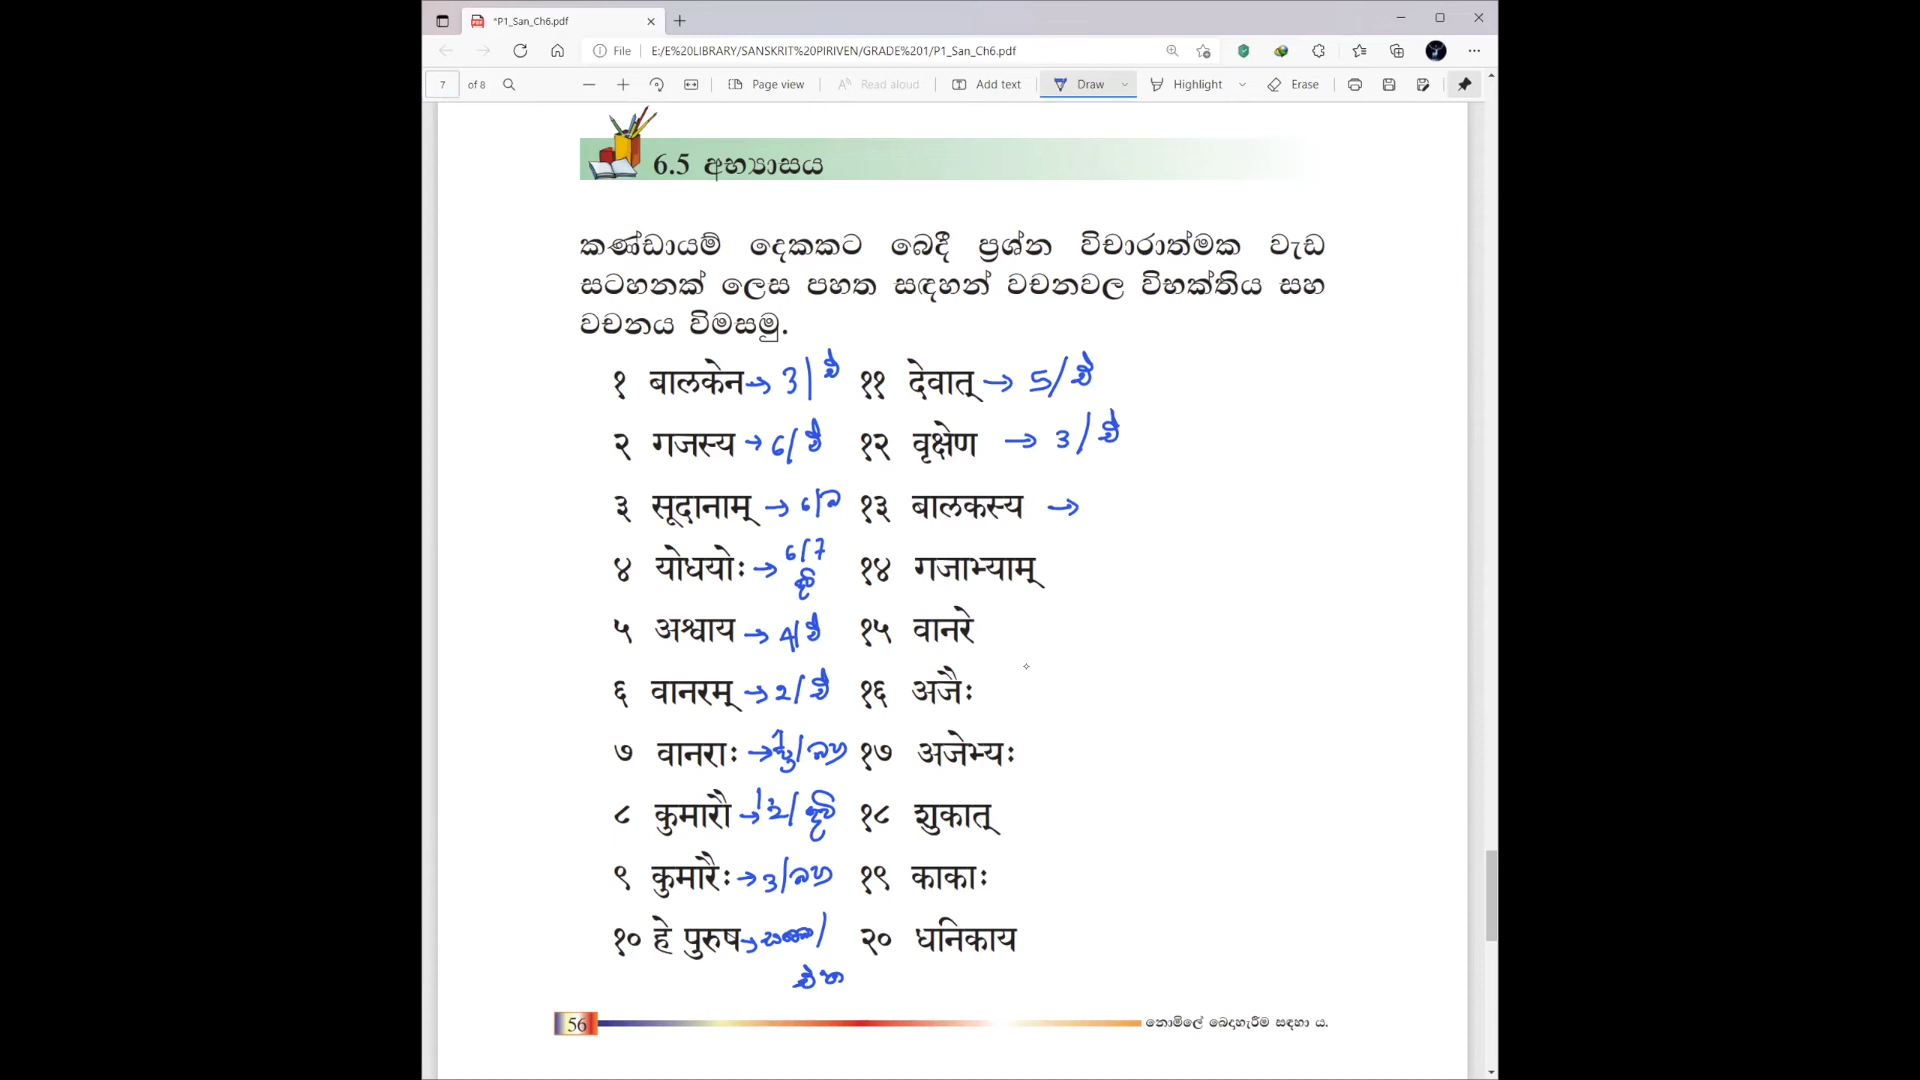 *P1_San_Ch6.pdf
File E:/E%20LIBRARY/SANSKRIT%20PIRIVEN/GRADE%201/P1_San_Ch6.pdf
7 of 8 Page view Read aloud Add text Draw Highlight Erase
6.5 අභ්‍යාසය
කණ්ඩායම් දෙකකට බෙදී ප්‍රශ්න විචාරාත්මක වැඩ
සටහනක් ලෙස පහත සඳහන් වචනවල විභක්තිය සහ
වචනය විමසමු.
१ बालकेन → 3 / ඒ ११ देवात् → 5 / ඒ
२ गजस्य → 6 / ඒ १२ वृक्षेण → 3 / ඒ
३ सूदानाम् → 6 / බ १३ बालकस्य →
४ योधयोः → 6/7 ද්වි १४ गजाभ्याम्
५ अश्वाय → 4 / ඒ १५ वानरे
६ वानरम् → 2 / ඒ १६ अजैः
७ वानराः → / බහු १७ अजेभ्यः
८ कुमारौ → 1 2 / ද්වි १८ शुकात्
९ कुमारैः → 3 / බහු १९ काकाः
१० हे पुरुष → / ඒක २० धनिकाय
56 නොමිලේ බෙදාහැරීම සඳහා ය.